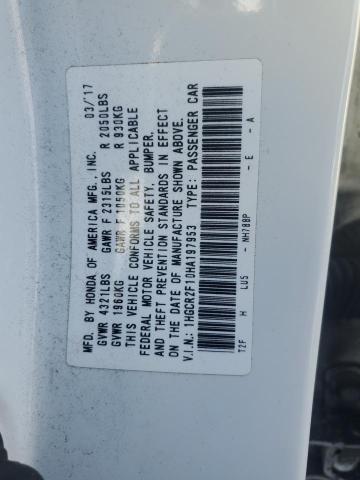 MFD. BY HONDA OF AMERICA MFG.,INC. 03/'17
GVWR 4321LBS GAWR F 2315LBS R 2050LBS
GVWR 1960KG GAWR F 1050KG R 930KG
THIS VEHICLE CONFORMS TO ALL APPLICABLE
FEDERAL MOTOR VEHICLE SAFETY, BUMPER,
AND THEFT PREVENTION STANDARDS IN EFFECT
ON THE DATE OF MANUFACTURE SHOWN ABOVE.
V.I.N.: 1HGCR2F10HA197953 TYPE: PASSENGER CAR
T2F H LU5 - NH788P - E - A